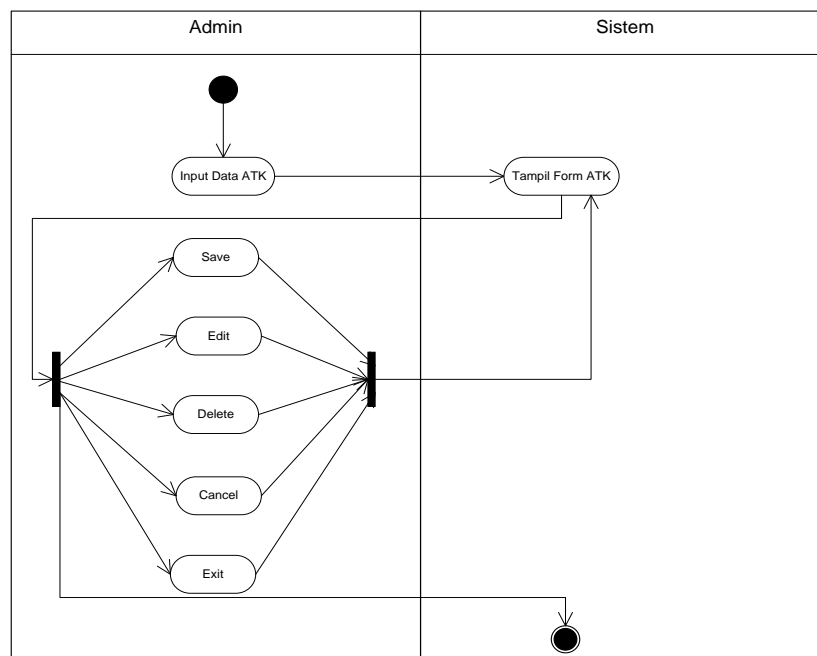 Admin
Sistem
Input Data ATK
Tampil Form ATK
Save
Edit
Delete
Cancel
Exit